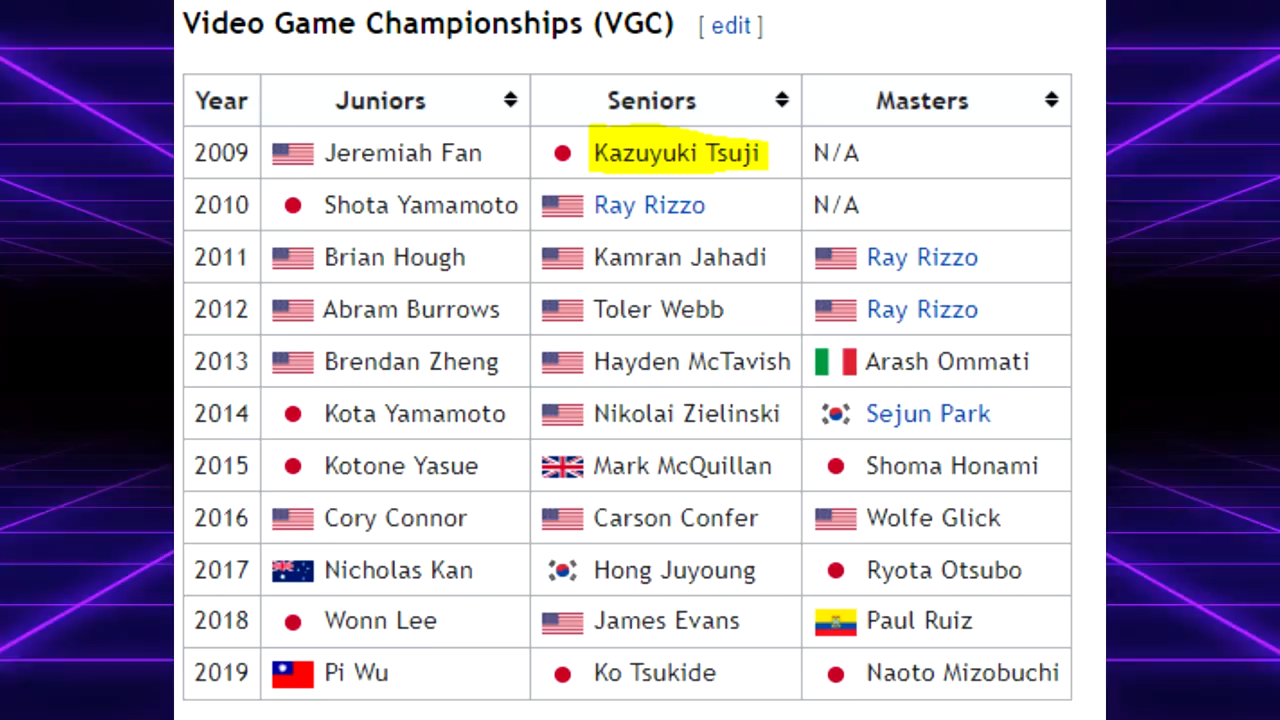 Video Game Championships (VGC) [ edit ]
Year Juniors Seniors Masters
2009 Jeremiah Fan Kazuyuki Tsuji N/A
2010 Shota Yamamoto Ray Rizzo N/A
2011 Brian Hough Kamran Jahadi Ray Rizzo
2012 Abram Burrows Toler Webb Ray Rizzo
2013 Brendan Zheng Hayden McTavish Arash Ommati
2014 Kota Yamamoto Nikolai Zielinski Sejun Park
2015 Kotone Yasue Mark McQuillan Shoma Honami
2016 Cory Connor Carson Confer Wolfe Glick
2017 Nicholas Kan Hong Juyoung Ryota Otsubo
2018 Wonn Lee James Evans Paul Ruiz
2019 Pi Wu Ko Tsukide Naoto Mizobuchi